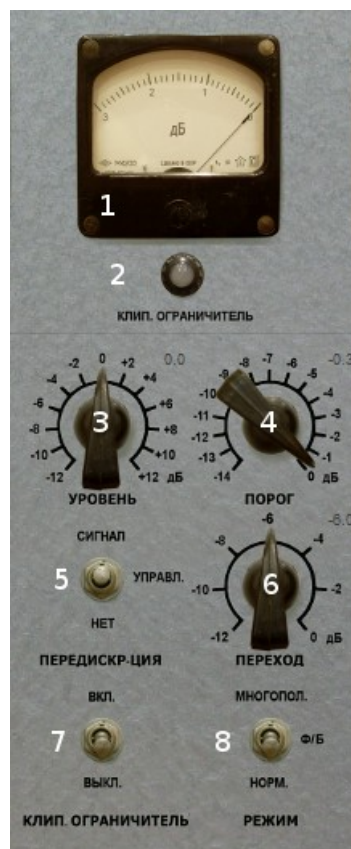 3 2 1 0
дБ
СДЕЛАНО В СССР
1
2
КЛИП. ОГРАНИЧИТЕЛЬ
0 0.0 -7 -0.3
-2 +2 -8 -6
-4 +4 -9 -5
-6 +6 -10 -4
3 4
-8 +8 -11 -3
-10 +10 -12 -2
-12 +12 дБ -13 -1
-14 0 дБ
УРОВЕНЬ ПОРОГ
-6 -6.0
СИГНАЛ -8 -4
5 УПРАВЛ. -10 6 -2
НЕТ -12 0 дБ
ПЕРЕДИСКР-ЦИЯ ПЕРЕХОД
ВКЛ. МНОГОПОЛ.
7 8 Ф/Б
ВЫКЛ. НОРМ.
КЛИП. ОГРАНИЧИТЕЛЬ РЕЖИМ